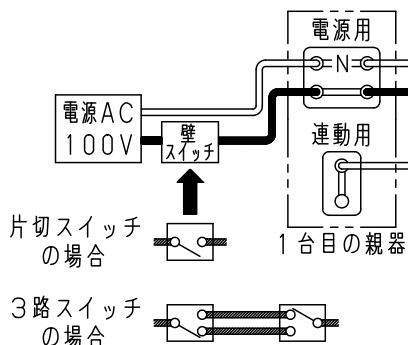 電源用
N
電源AC
100V
壁
スイッチ
連動用
1台目の親器
片切スイッチ
の場合
3路スイッチ
の場合